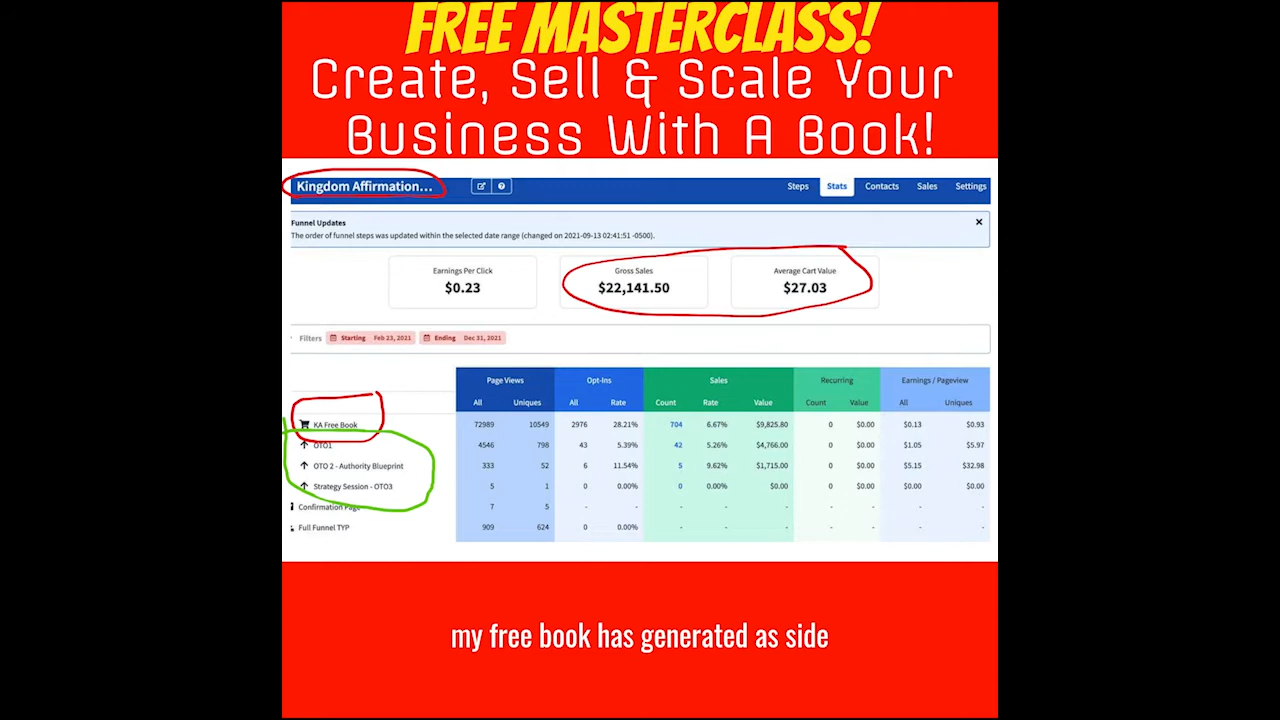 FREE MASTERCLASS!
Create, Sell & Scale Your
Business With A Book!
Kingdom Affirmation... Steps Stats Contacts Sales Settings
Funnel Updates
The order of funnel steps was updated within the selected date range (changed on 2021-09-13 02:41:51 -0500).
Earnings Per Click Gross Sales Average Cart Value
$0.23 $22,141.50 $27.03
Filters Starting Feb 23, 2021 Ending Dec 31, 2021
Page Views Opt-Ins Sales Recurring Earnings / Pageview
All Uniques All Rate Count Rate Value Count Value All Uniques
KA Free Book 72989 10549 2976 28.21% 704 6.67% $9,825.80 0 $0.00 $0.13 $0.93
OTO1 4546 798 43 5.39% 42 5.26% $4,766.00 0 $0.00 $1.05 $5.97
OTO 2 - Authority Blueprint 333 52 6 11.54% 5 9.62% $1,715.00 0 $0.00 $5.15 $32.98
Strategy Session - OTO3 5 1 0 0.00% 0 0.00% $0.00 0 $0.00 $0.00 $0.00
Confirmation Page 7 5 - - - - - - - - -
Full Funnel TYP 909 624 0 0.00% - - - - - - -
my free book has generated as side